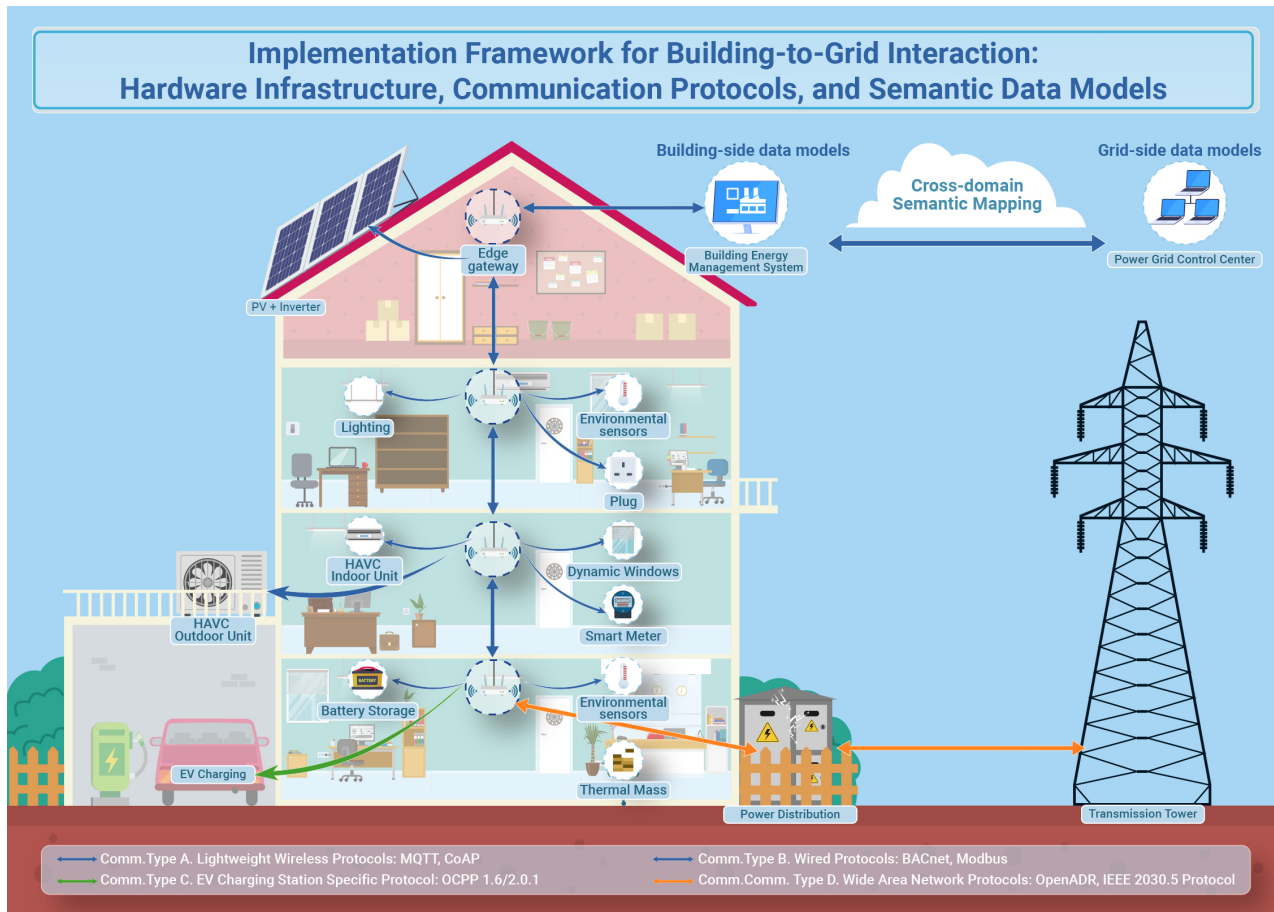 Implementation Framework for Building-to-Grid Interaction:
Hardware Infrastructure, Communication Protocols, and Semantic Data Models
Building-side data models
Grid-side data models
Cross-domain
Semantic Mapping
Edge
gateway
Building Energy
Management System
Power Grid Control Center
PV + Inverter
Lighting
Environmental
sensors
Plug
HAVC
Indoor Unit
Dynamic Windows
HAVC
Outdoor Unit
Smart Meter
BATTERY
Battery Storage
Environmental
sensors
EV Charging
Thermal Mass
Power Distribution
Transmission Tower
Comm.Type A. Lightweight Wireless Protocols: MQTT, CoAP
Comm.Type B. Wired Protocols: BACnet, Modbus
Comm.Type C. EV Charging Station Specific Protocol: OCPP 1.6/2.0.1
Comm.Comm. Type D. Wide Area Network Protocols: OpenADR, IEEE 2030.5 Protocol